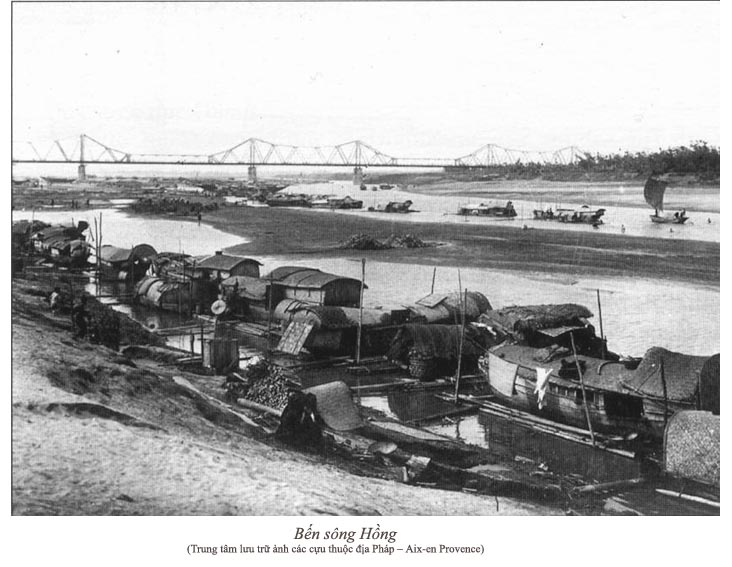 Bến sông Hồng
(Trung tâm lưu trữ ảnh các cựu thuộc địa Pháp – Aix-en Provence)